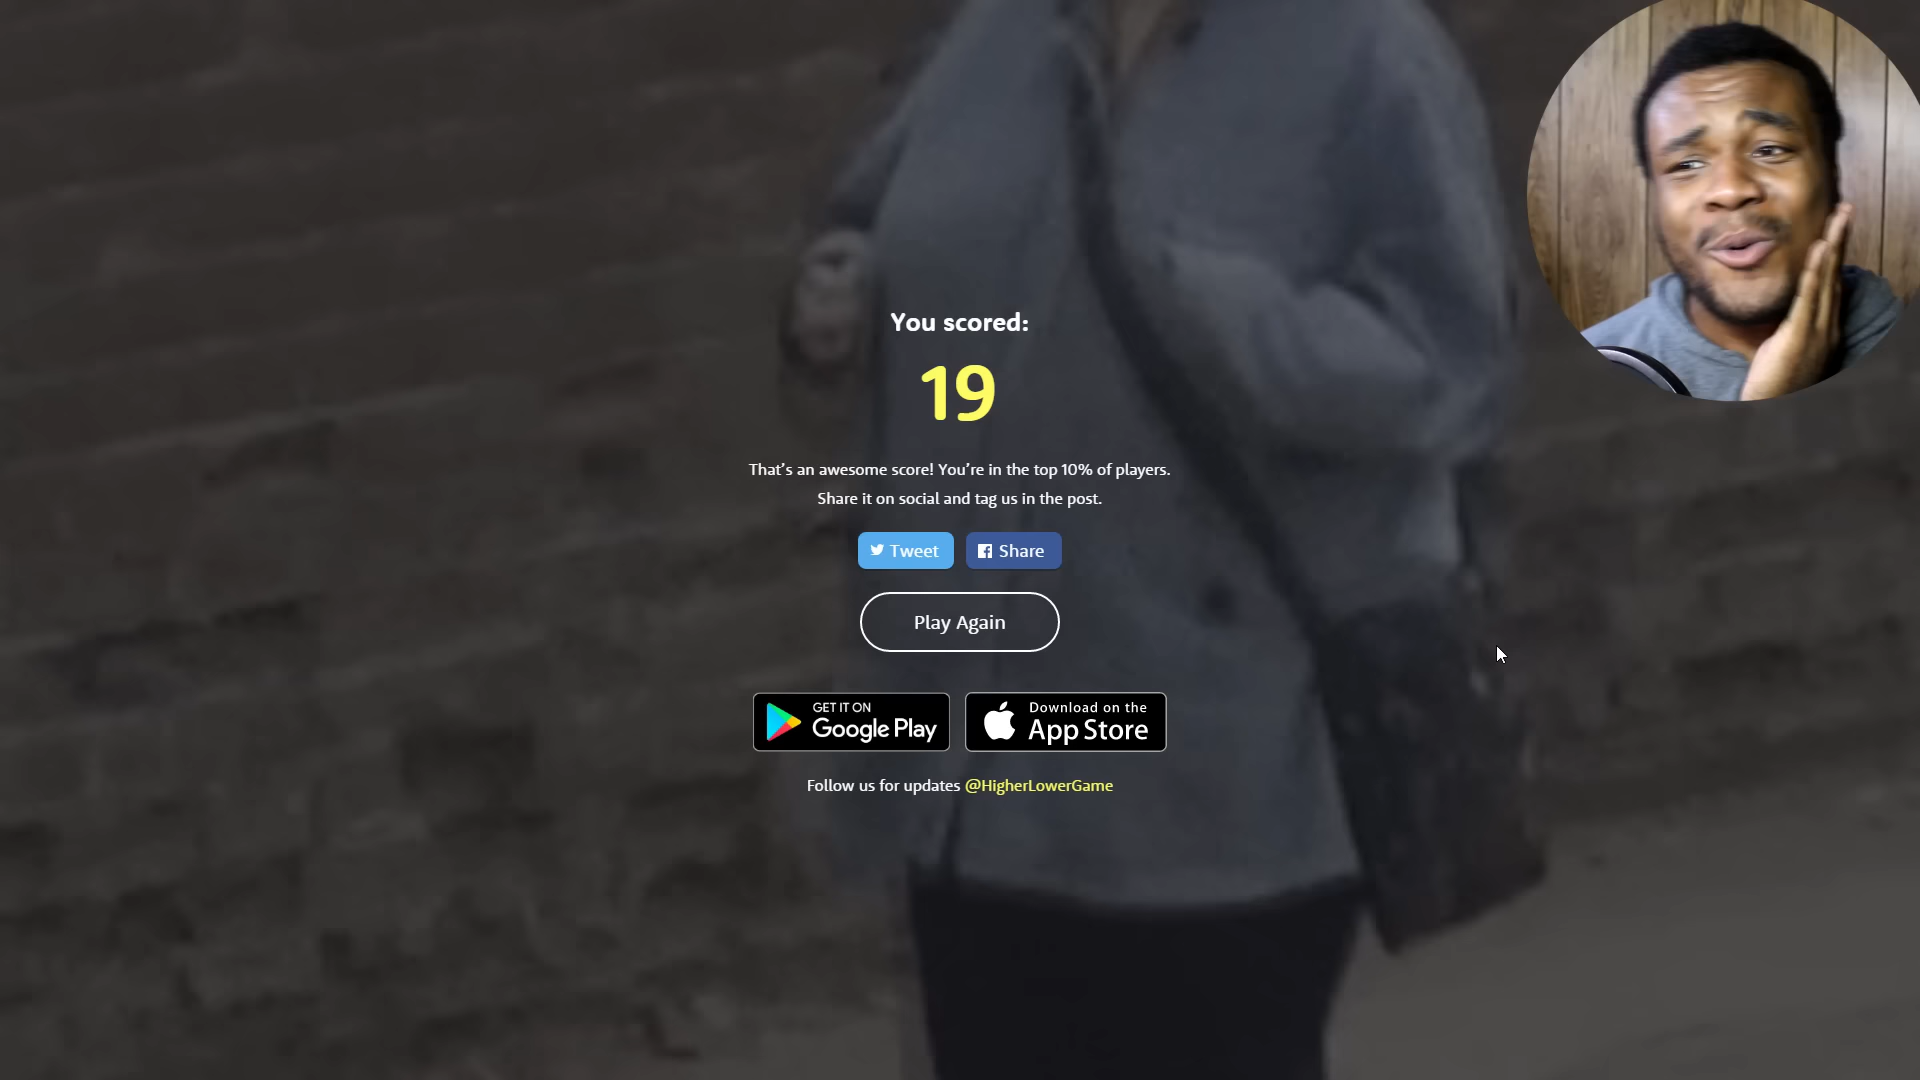 You scored:
19
That's an awesome score! You're in the top 10% of players.
Share it on social and tag us in the post.
Tweet
Share
Play Again
GET IT ON
Google Play
Download on the
App Store
Follow us for updates @HigherLowerGame